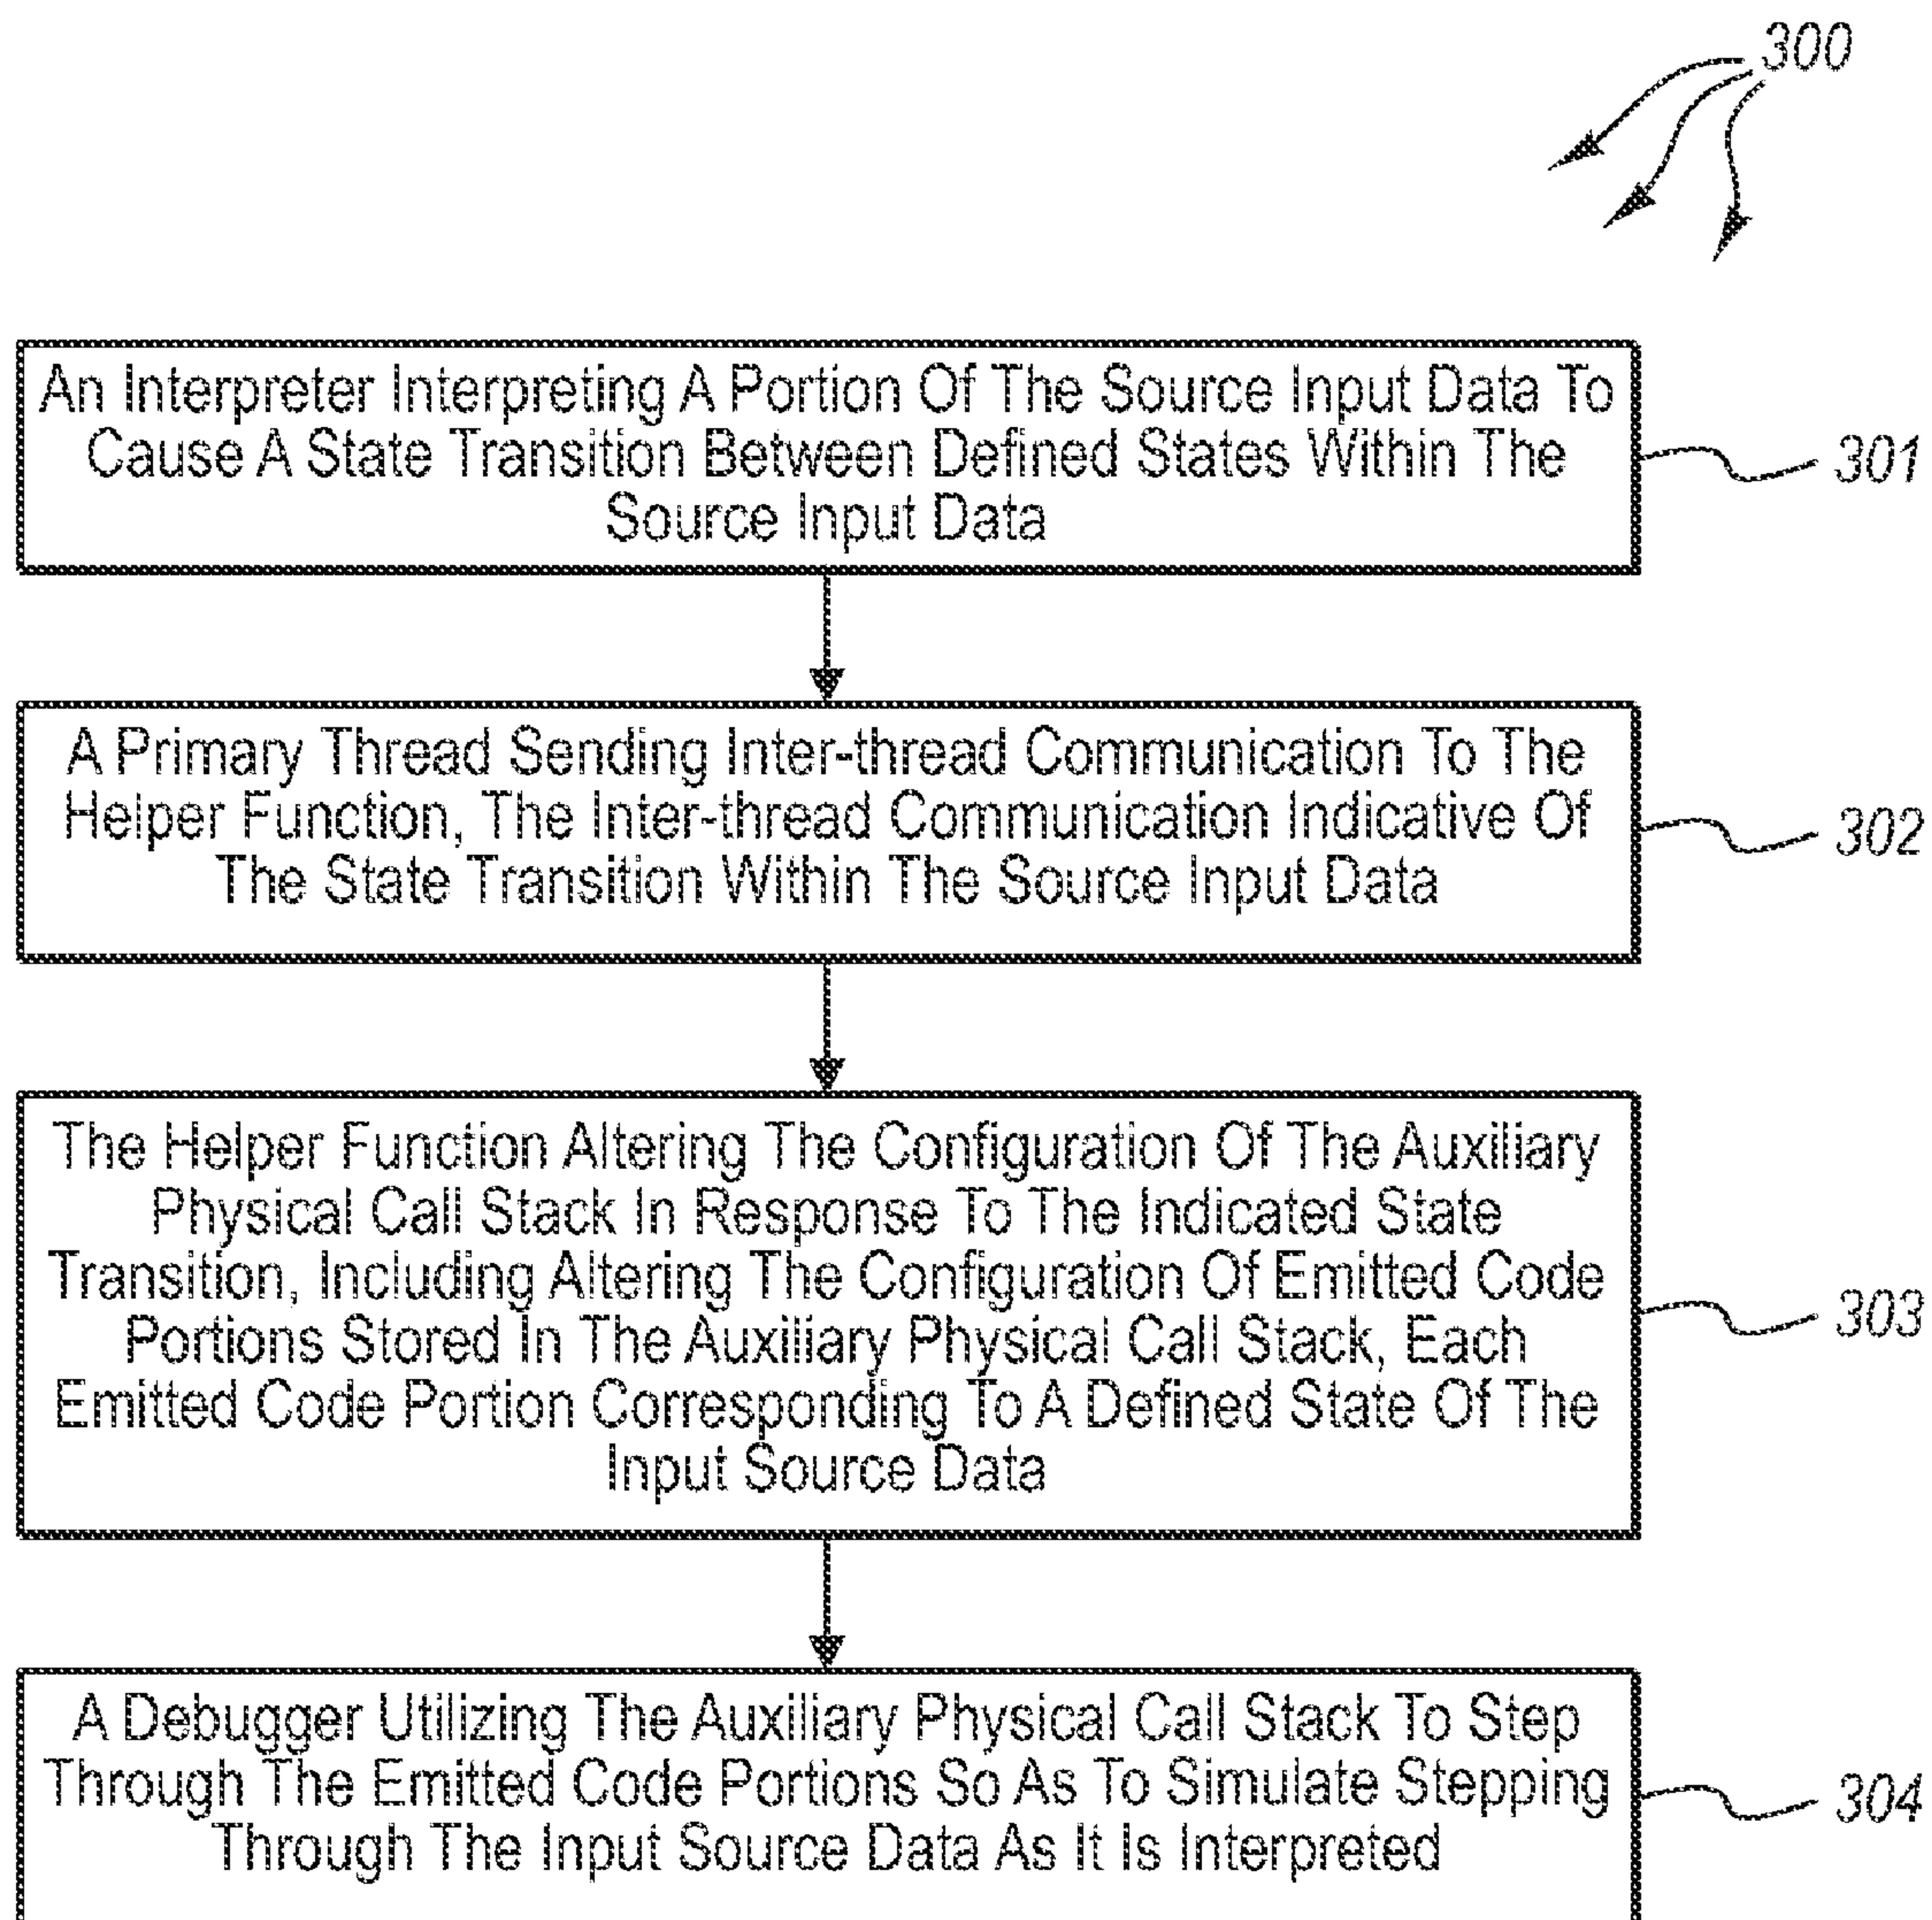 300
An Interpreter Interpreting A Portion Of The Source Input Data To
Cause A State Transition Between Defined States Within The
Source Input Data
301
A Primary Thread Sending Inter-thread Communication To The
Helper Function, The Inter-thread Communication Indicative Of
The State Transition Within The Source Input Data
302
The Helper Function Altering The Configuration Of The Auxiliary
Physical Call Stack In Response To The Indicated State
Transition, Including Altering The Configuration Of Emitted Code
Portions Stored In The Auxiliary Physical Call Stack, Each
Emitted Code Portion Corresponding To A Defined State Of The
Input Source Data
303
A Debugger Utilizing The Auxiliary Physical Call Stack To Step
Through The Emitted Code Portions So As To Simulate Stepping
Through The Input Source Data As It Is Interpreted
304